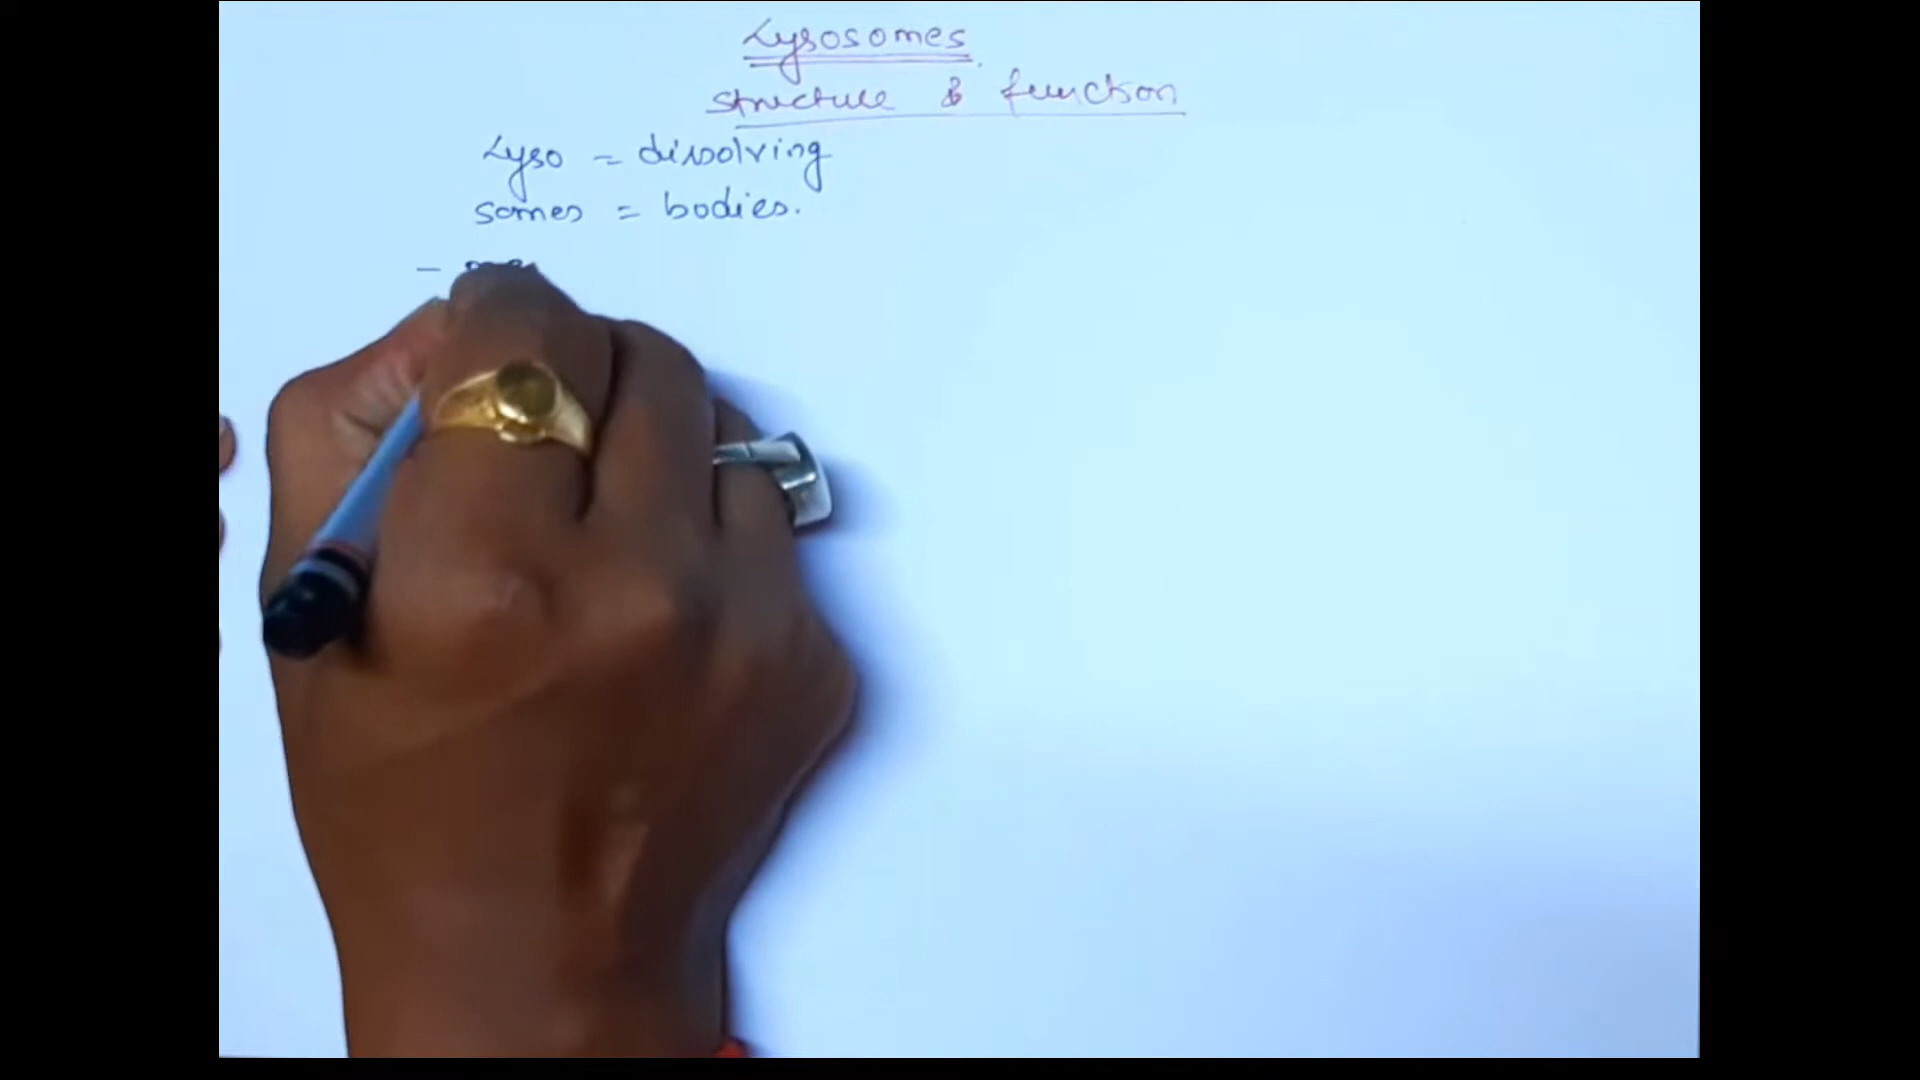 Lysosomes
structure & function
Lyso = dissolving
somes = bodies.
-